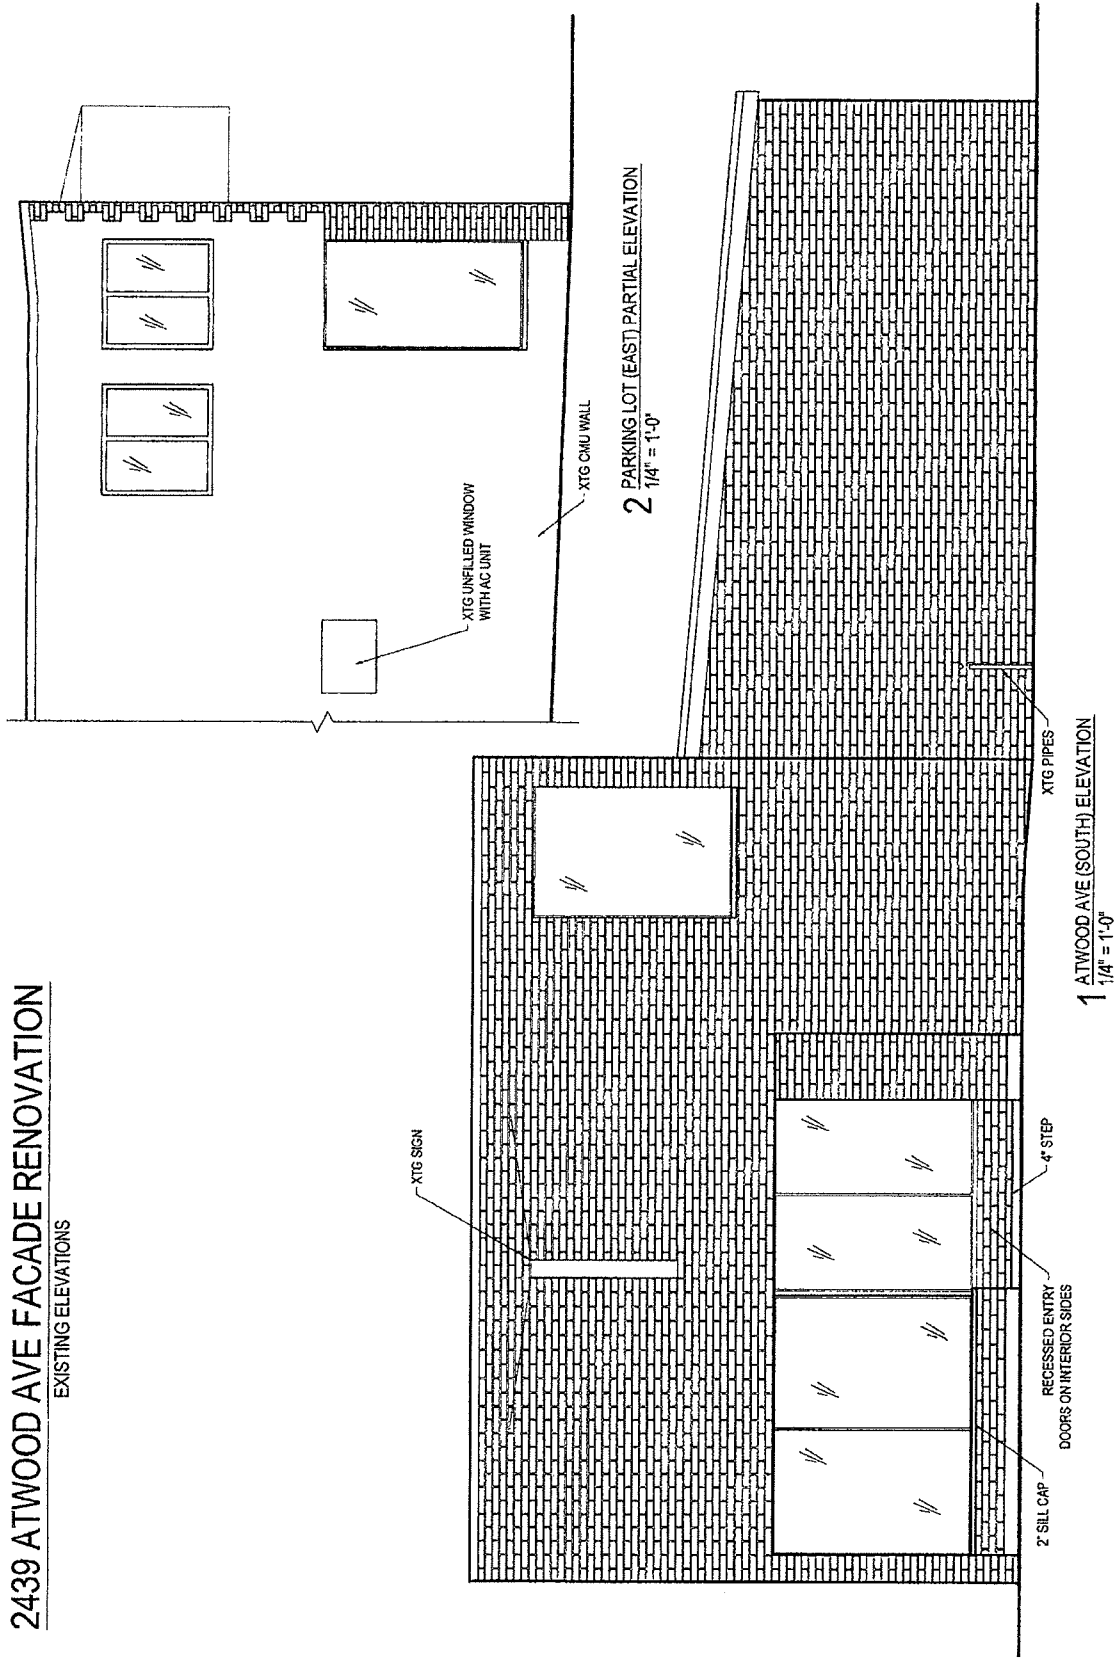 2439 ATWOOD AVE FACADE RENOVATION
EXISTING ELEVATIONS
XTG UNFILLED WINDOW
WITH AC UNIT
XTG CMU WALL
2 PARKING LOT (EAST) PARTIAL ELEVATION
1/4" = 1'-0"
XTG SIGN
2" SILL CAP
RECESSED ENTRY
DOORS ON INTERIOR SIDES
4" STEP
XTG PIPES
1 ATWOOD AVE (SOUTH) ELEVATION
1/4" = 1'-0"